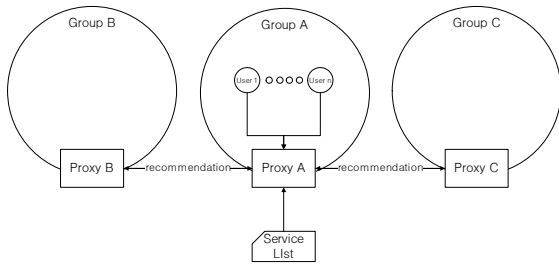 Group B
Group A
Group C
User 1
User n
Proxy B
recommendation
Proxy A
recommendation
Proxy C
Service
LIst